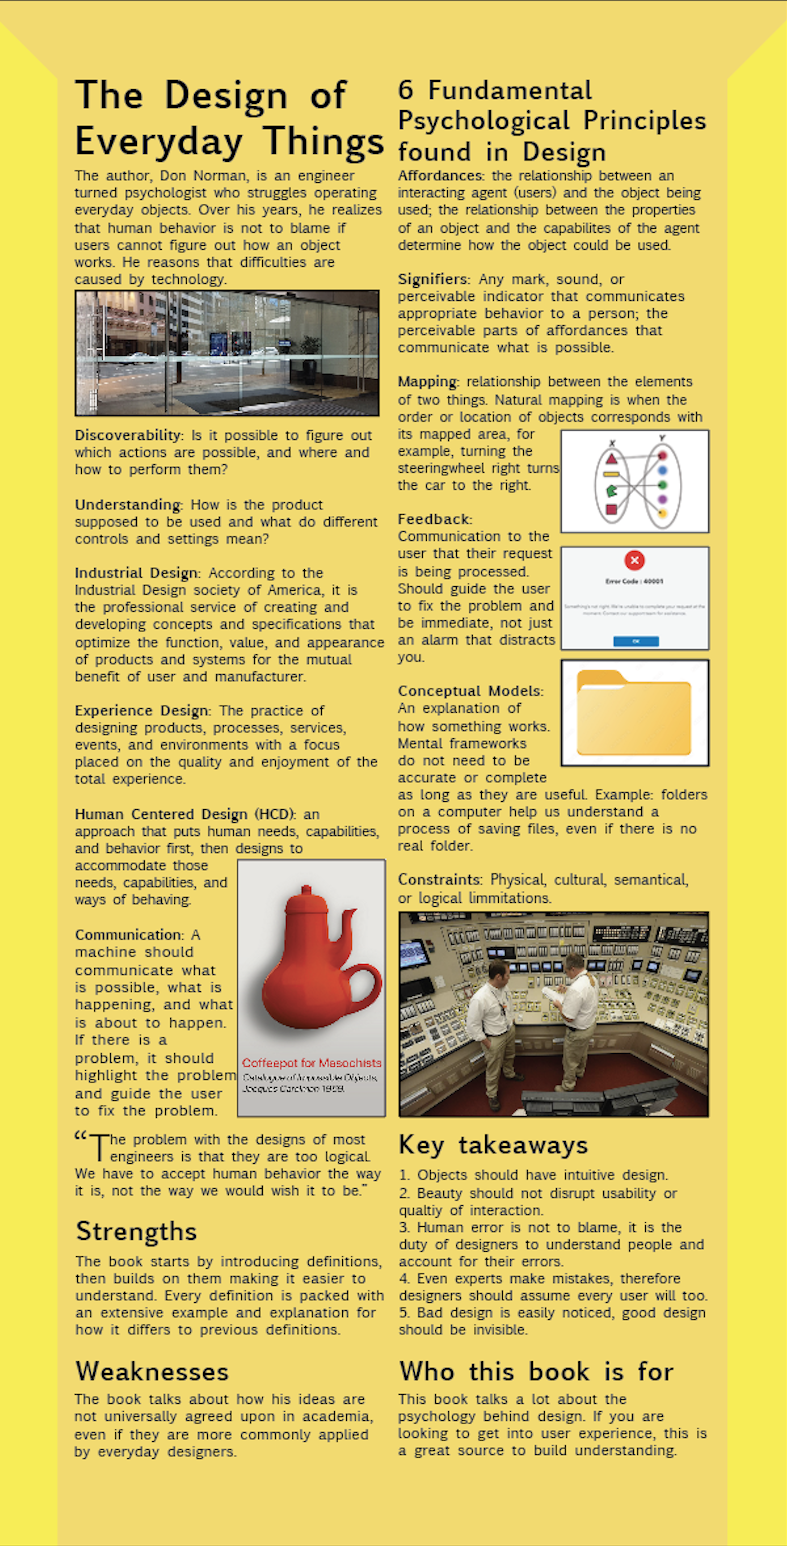 The Design of
Everyday Things
The author, Don Norman, is an engineer
turned psychologist who struggles operating
everyday objects. Over his years, he realizes
that human behavior is not to blame if
users cannot figure out how an object
works. He reasons that difficulties are
caused by technology.
Discoverability: Is it possible to figure out
which actions are possible, and where and
how to perform them?
Understanding: How is the product
supposed to be used and what do different
controls and settings mean?
Industrial Design: According to the
Industrial Design society of America, it is
the professional service of creating and
developing concepts and specifications that
optimize the function, value, and appearance
of products and systems for the mutual
benefit of user and manufacturer.
Experience Design: The practice of
designing products, processes, services,
events, and environments with a focus
placed on the quality and enjoyment of the
total experience.
Human Centered Design (HCD): an
approach that puts human needs, capabilities,
and behavior first, then designs to
accommodate those
needs, capabilities, and
ways of behaving.
Communication: A
machine should
communicate what
is possible, what is
happening, and what
is about to happen.
If there is a
problem, it should
highlight the problem
and guide the user
to fix the problem.
Coffeepot for Masochists
Catalogue of Impossible Objects,
Jacques Carelman 1969.
“The problem with the designs of most
engineers is that they are too logical.
We have to accept human behavior the way
it is, not the way we would wish it to be.”
Strengths
The book starts by introducing definitions,
then builds on them making it easier to
understand. Every definition is packed with
an extensive example and explanation for
how it differs to previous definitions.
Weaknesses
The book talks about how his ideas are
not universally agreed upon in academia,
even if they are more commonly applied
by everyday designers.
6 Fundamental
Psychological Principles
found in Design
Affordances: the relationship between an
interacting agent (users) and the object being
used; the relationship between the properties
of an object and the capabilites of the agent
determine how the object could be used.
Signifiers: Any mark, sound, or
perceivable indicator that communicates
appropriate behavior to a person; the
perceivable parts of affordances that
communicate what is possible.
Mapping: relationship between the elements
of two things. Natural mapping is when the
order or location of objects corresponds with
its mapped area, for
example, turning the
steeringwheel right turns
the car to the right.
X Y
Feedback:
Communication to the
user that their request
is being processed.
Should guide the user
to fix the problem and
be immediate, not just
an alarm that distracts
you.
Error Code : 40001
Something's not right. We're unable to complete your request at the
moment. Contact our support team for assistance.
OK
Conceptual Models:
An explanation of
how something works.
Mental frameworks
do not need to be
accurate or complete
as long as they are useful. Example: folders
on a computer help us understand a
process of saving files, even if there is no
real folder.
Constraints: Physical, cultural, semantical,
or logical limmitations.
Key takeaways
1. Objects should have intuitive design.
2. Beauty should not disrupt usability or
qualtiy of interaction.
3. Human error is not to blame, it is the
duty of designers to understand people and
account for their errors.
4. Even experts make mistakes, therefore
designers should assume every user will too.
5. Bad design is easily noticed, good design
should be invisible.
Who this book is for
This book talks a lot about the
psychology behind design. If you are
looking to get into user experience, this is
a great source to build understanding.